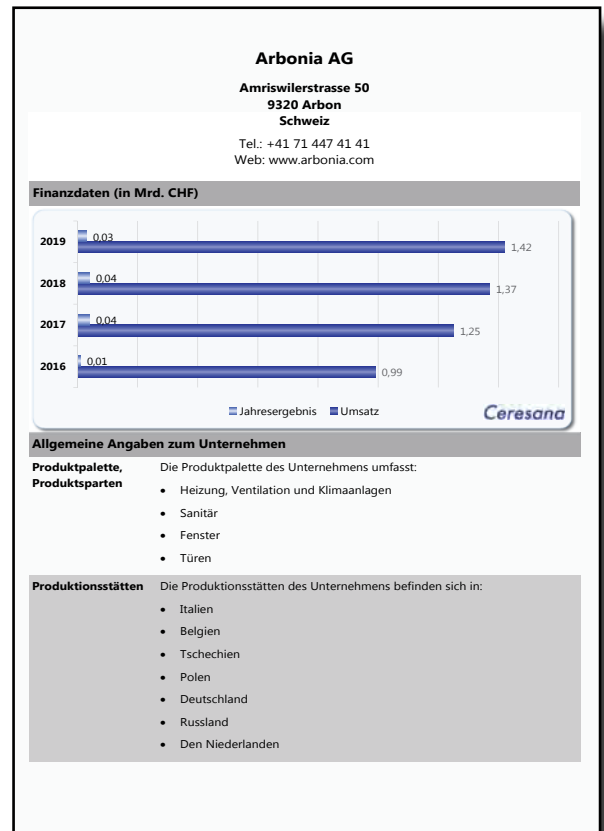 Arbonia AG
Amriswilerstrasse 50
9320 Arbon
Schweiz
Tel.: +41 71 447 41 41
Web: www.arbonia.com
Finanzdaten (in Mrd. CHF)
2019
0,03
1,42
2018
0,04
1,37
2017
0,04
1,25
2016
0,01
0,99
Jahresergebnis Umsatz
Ceresana
Allgemeine Angaben zum Unternehmen
Produktpalette, Produktsparten
Die Produktpalette des Unternehmens umfasst:
• Heizung, Ventilation und Klimaanlagen
• Sanitär
• Fenster
• Türen
Produktionsstätten Die Produktionsstätten des Unternehmens befinden sich in:
• Italien
• Belgien
• Tschechien
• Polen
• Deutschland
• Russland
• Den Niederlanden